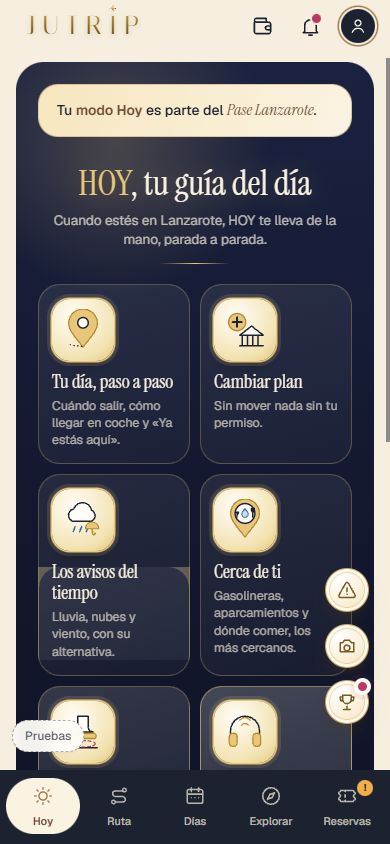 JUTRIP
Tu modo Hoy es parte del Pase Lanzarote.
HOY, tu guía del día
Cuando estés en Lanzarote, HOY te lleva de la
mano, parada a parada.
Tu día, paso a paso
Cuándo salir, cómo
llegar en coche y «Ya
estás aquí».
Cambiar plan
Sin mover nada sin tu
permiso.
Los avisos del
tiempo
Lluvia, nubes y
viento, con su
alternativa.
Cerca de ti
Gasolineras,
aparcamientos y
dónde comer, los
más cercanos.
Pruebas
!
Hoy
Ruta
Días
Explorar
Reservas